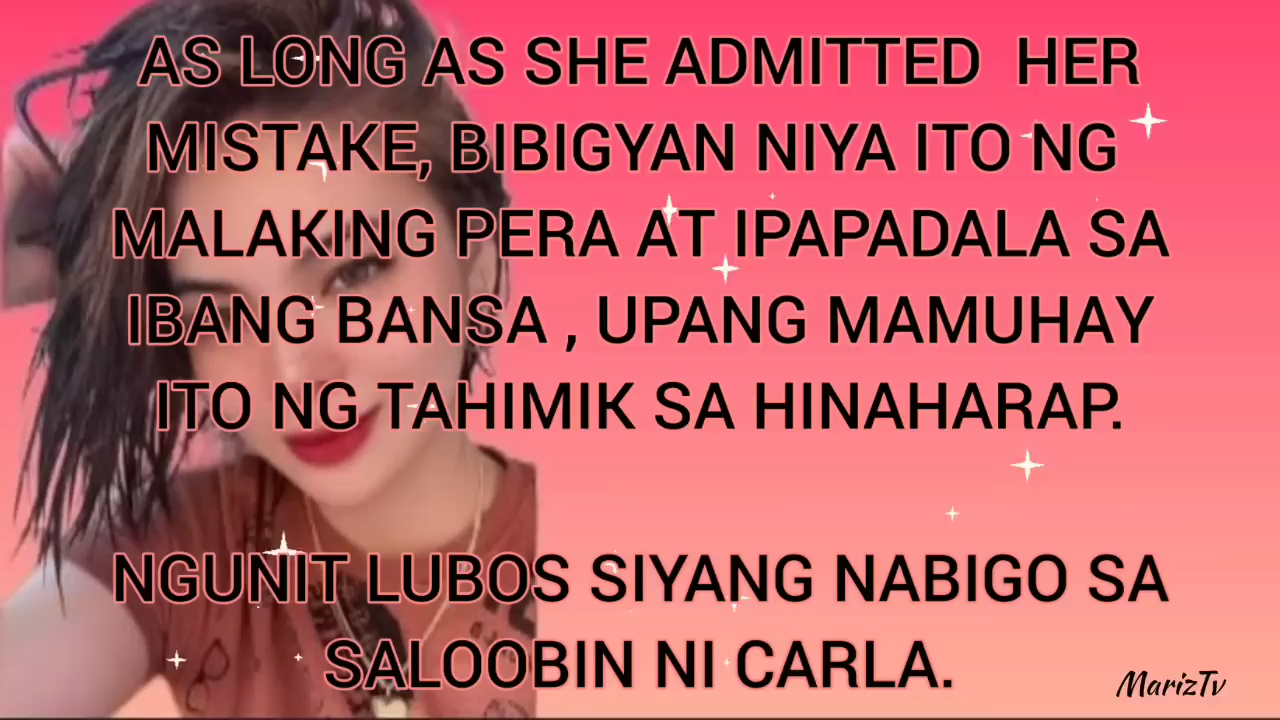 AS LONG AS SHE ADMITTED HER
MISTAKE, BIBIGYAN NIYA ITO NG
MALAKING PERA AT IPAPADALA SA
IBANG BANSA , UPANG MAMUHAY
ITO NG TAHIMIK SA HINAHARAP.
NGUNIT LUBOS SIYANG NABIGO SA
SALOOBIN NI CARLA.
MarizTv